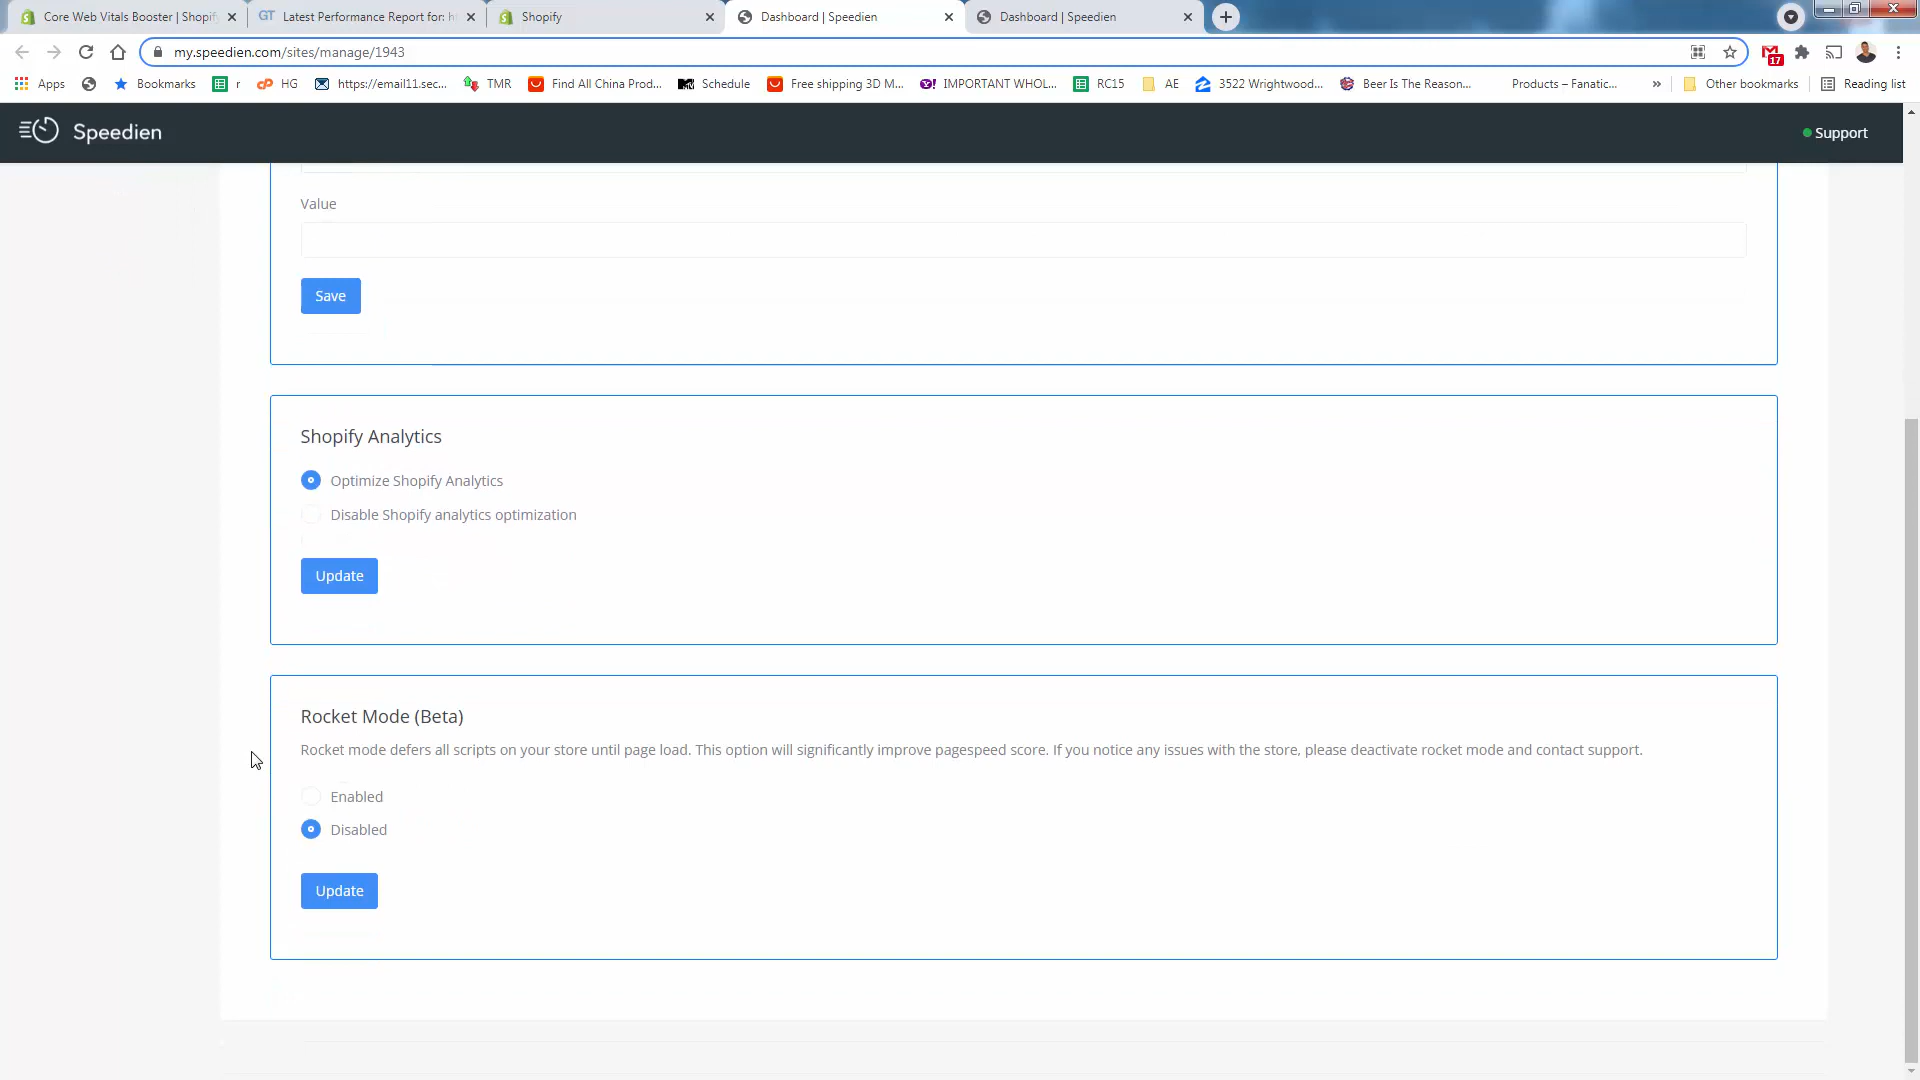 Core Web Vitals Booster | Shopif
GT Latest Performance Report for: h
Shopify
Dashboard | Speedien
Dashboard | Speedien
my.speedien.com/sites/manage/1943
17
Apps
Bookmarks
r
HG
https://email11.sec...
TMR
Find All China Prod...
Schedule
Free shipping 3D M...
IMPORTANT WHOL...
RC15
AE
3522 Wrightwood...
Beer Is The Reason...
Products – Fanatic...
»
Other bookmarks
Reading list
Speedien
Support
Value
Save
Shopify Analytics
Optimize Shopify Analytics
Disable Shopify analytics optimization
Update
Rocket Mode (Beta)
Rocket mode defers all scripts on your store until page load. This option will significantly improve pagespeed score. If you notice any issues with the store, please deactivate rocket mode and contact support.
Enabled
Disabled
Update